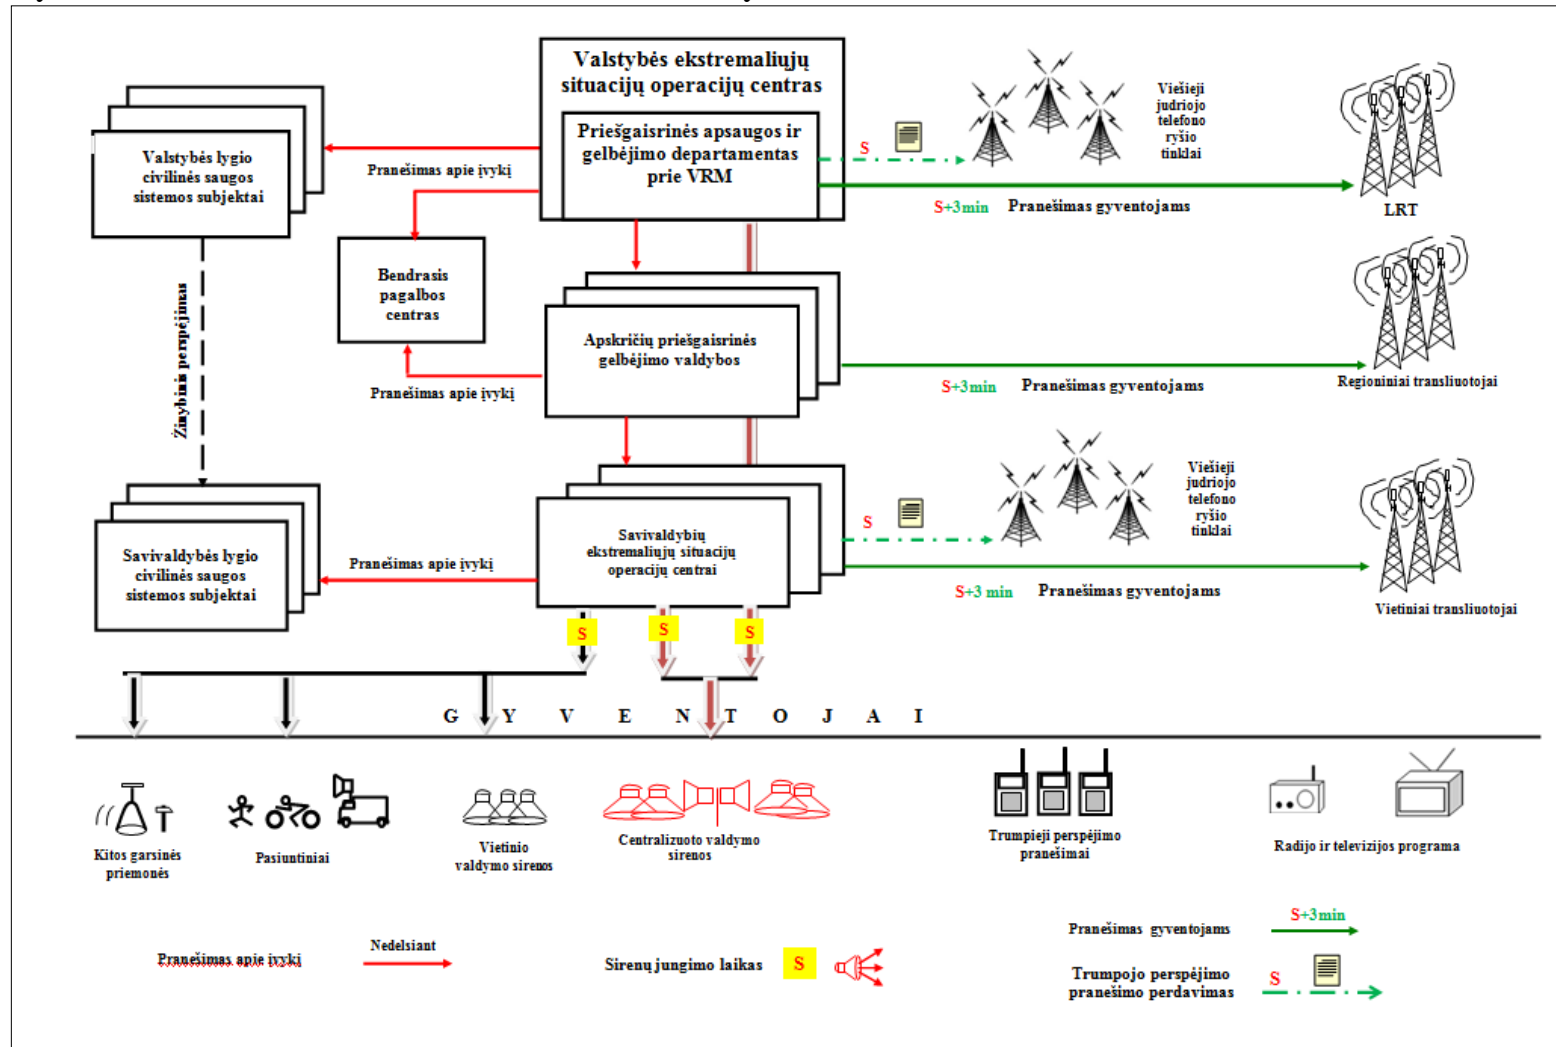 Valstybės ekstremaliųjų
situacijų operacijų centras
Priešgaisrinės apsaugos ir
gelbėjimo departamentas
prie VRM
Valstybės lygio
civilinės saugos
sistemos subjektai
Pranešimas apie įvykį
S
Viešieji
judriojo
telefono
ryšio
tinklai
S+3min Pranešimas gyventojams
LRT
Bendrasis
pagalbos
centras
Žinybinis perspėjimas
Apskričių priešgaisrinės
gelbėjimo valdybos
Pranešimas apie įvykį
S+3min Pranešimas gyventojams
Regioniniai transliuotojai
Savivaldybės lygio
civilinės saugos
sistemos subjektai
Pranešimas apie įvykį
Savivaldybių
ekstremaliųjų situacijų
operacijų centrai
S
Viešieji
judriojo
telefono
ryšio
tinklai
S+3 min Pranešimas gyventojams
Vietiniai transliuotojai
S S S
G Y V E N T O J A I
Kitos garsinės
priemonės
Pasiuntiniai
Vietinio
valdymo sirenos
Centralizuoto valdymo
sirenos
Trumpieji perspėjimo
pranešimai
Radijo ir televizijos programa
Pranešimas apie įvykį
Nedelsiant
Sirenų jungimo laikas
S
Pranešimas gyventojams
S+3min
Trumpojo perspėjimo
pranešimo perdavimas
S